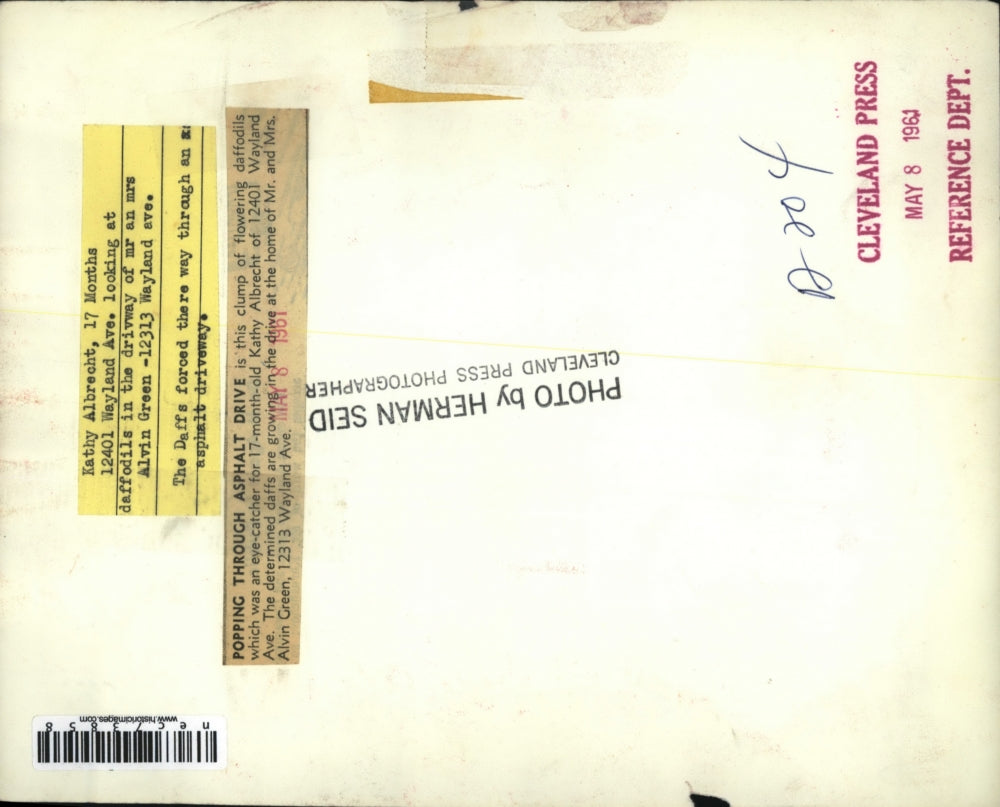 Kathy Albrecht, 17 Months
12401 Wayland Ave. looking at
daffodils in the drivway of mr an mrs
Alvin Green -12313 Wayland ave.
The Daffs forced there way through an
asphalt driveway.
POPPING THROUGH ASPHALT DRIVE is this clump of flowering daffodils
which was an eye-catcher for 17-month-old Kathy Albrecht of 12401 Wayland
Ave. The determined daffs are growing in the drive at the home of Mr. and Mrs.
Alvin Green, 12313 Wayland Ave.
MAY 8 1961
PHOTO by HERMAN SEID
CLEVELAND PRESS PHOTOGRAPHER
CLEVELAND PRESS
MAY 8 1961
REFERENCE DEPT.
www.historicimages.com
nec73858